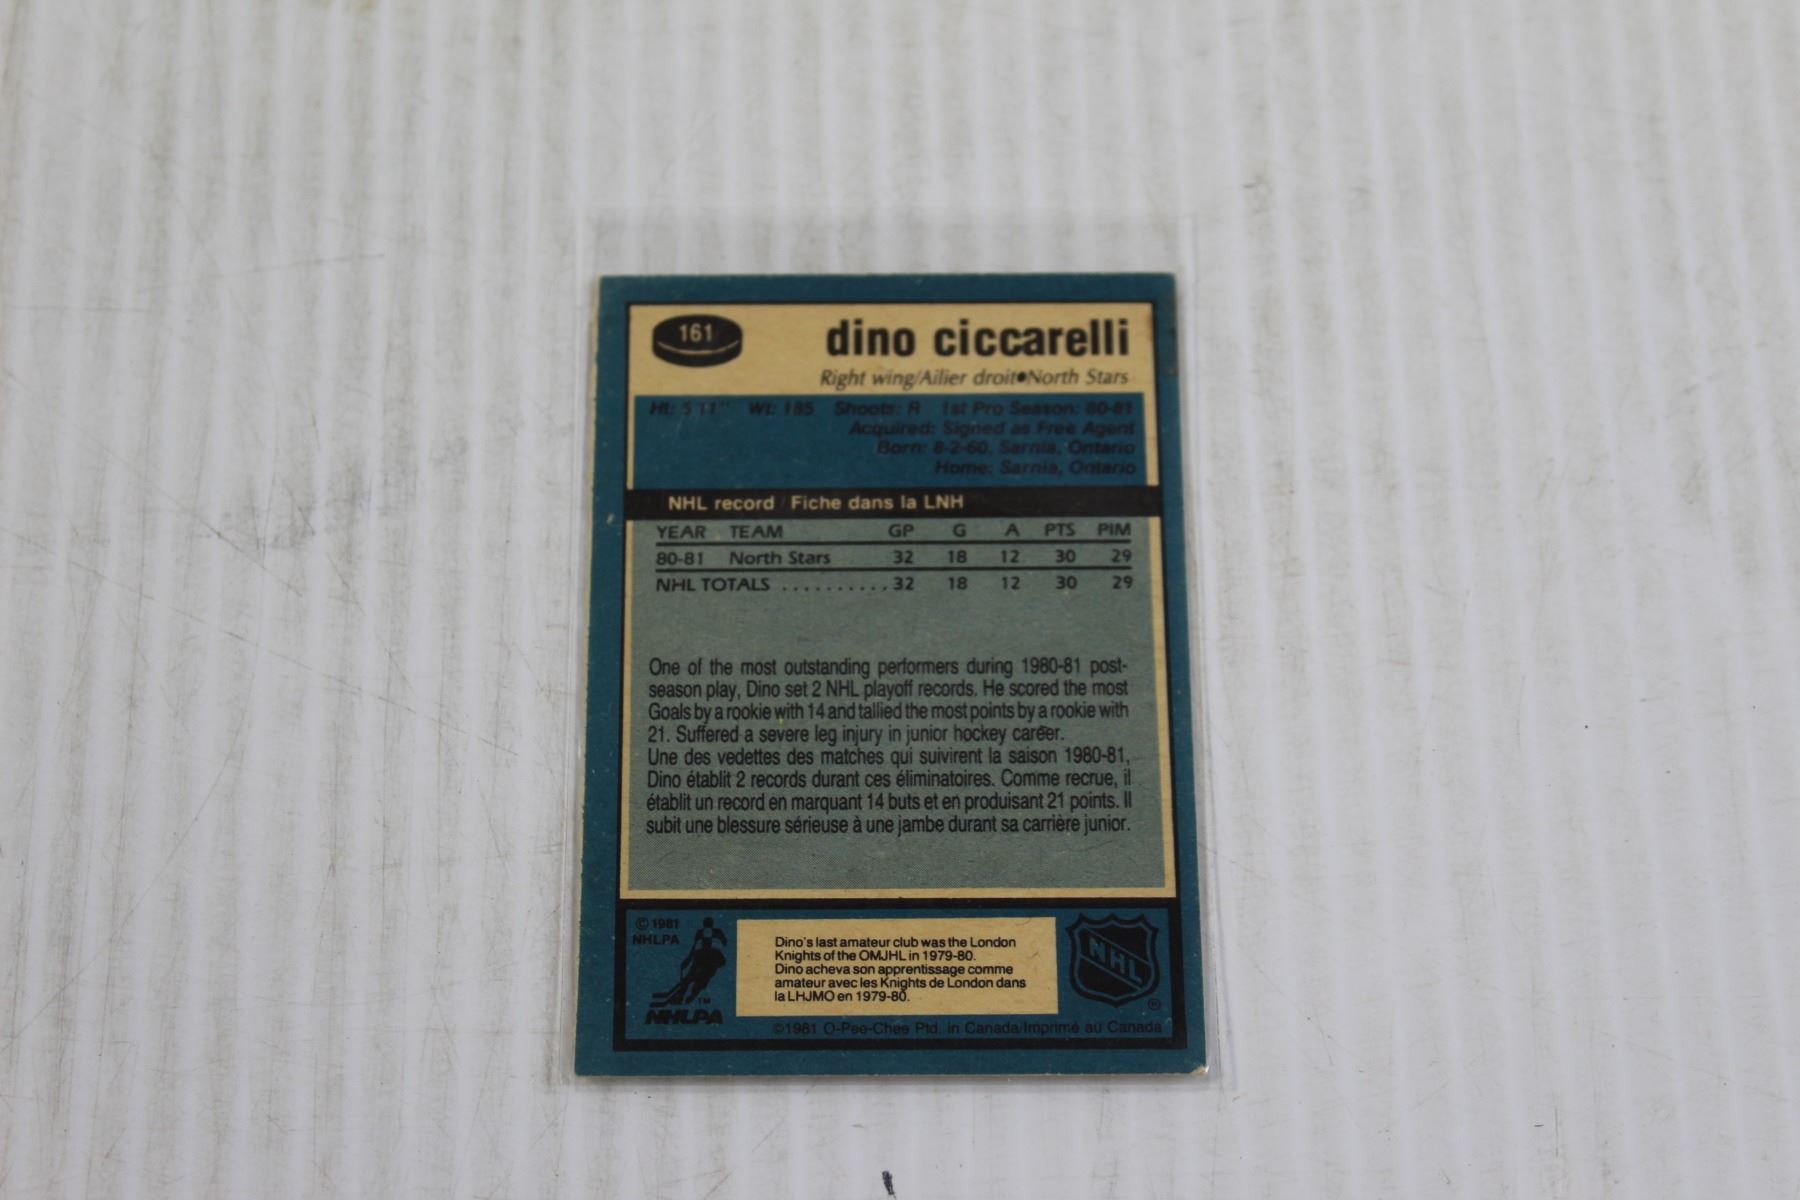 161
dino ciccarelli
Right wing/Ailier droit•North Stars
Ht: 5'11" Wt: 185 Shoots: R 1st Pro Season: 80-81
Acquired: Signed as Free Agent
Born: 8-2-60, Sarnia, Ontario
Home: Sarnia, Ontario
NHL record / Fiche dans la LNH
YEAR TEAM GP G A PTS PIM
80-81 North Stars 32 18 12 30 29
NHL TOTALS .......... 32 18 12 30 29
One of the most outstanding performers during 1980-81 post-
season play, Dino set 2 NHL playoff records. He scored the most
Goals by a rookie with 14 and tallied the most points by a rookie with
21. Suffered a severe leg injury in junior hockey career.
Une des vedettes des matches qui suivirent la saison 1980-81,
Dino établit 2 records durant ces éliminatoires. Comme recrue, il
établit un record en marquant 14 buts et en produisant 21 points. Il
subit une blessure sérieuse à une jambe durant sa carrière junior.
© 1981
NHLPA
TM
NHLPA
Dino's last amateur club was the London
Knights of the OMJHL in 1979-80.
Dino acheva son apprentissage comme
amateur avec les Knights de London dans
la LHJMO en 1979-80.
NHL
®
©1981 O-Pee-Chee Ptd. in Canada/Imprimé au Canada